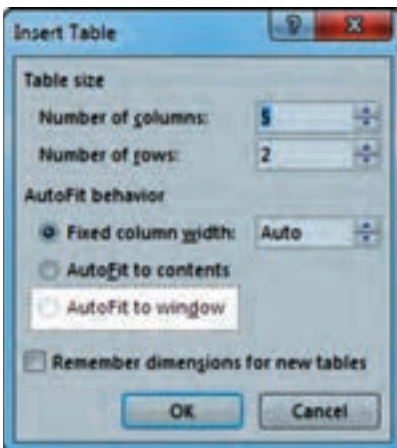 Insert Table
Table size
Number of columns: 5
Number of rows: 2
AutoFit behavior
Fixed column width: Auto
AutoFit to contents
AutoFit to window
Remember dimensions for new tables
OK Cancel